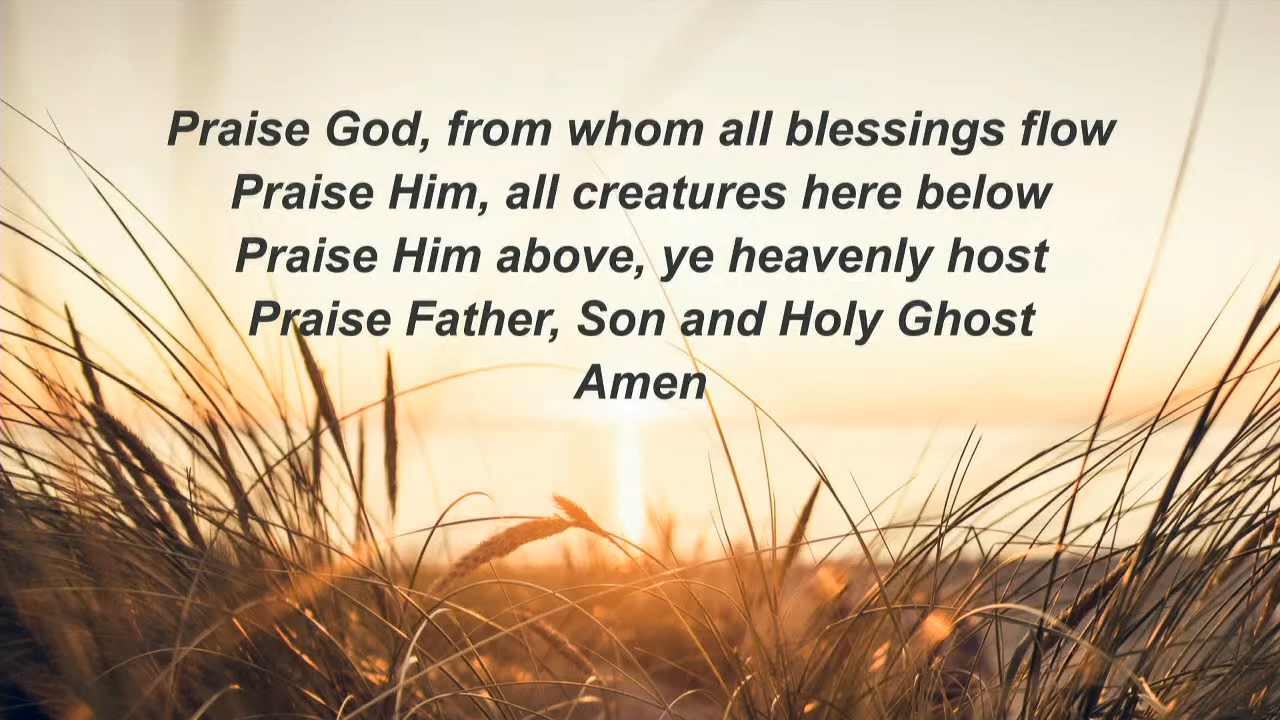 Praise God, from whom all blessings flow
Praise Him, all creatures here below
Praise Him above, ye heavenly host
Praise Father, Son and Holy Ghost
Amen